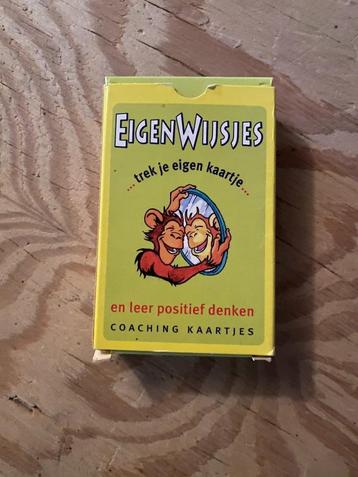 EIGENWIJSJES
...trek je eigen kaartje...
en leer positief denken
COACHING KAARTJES